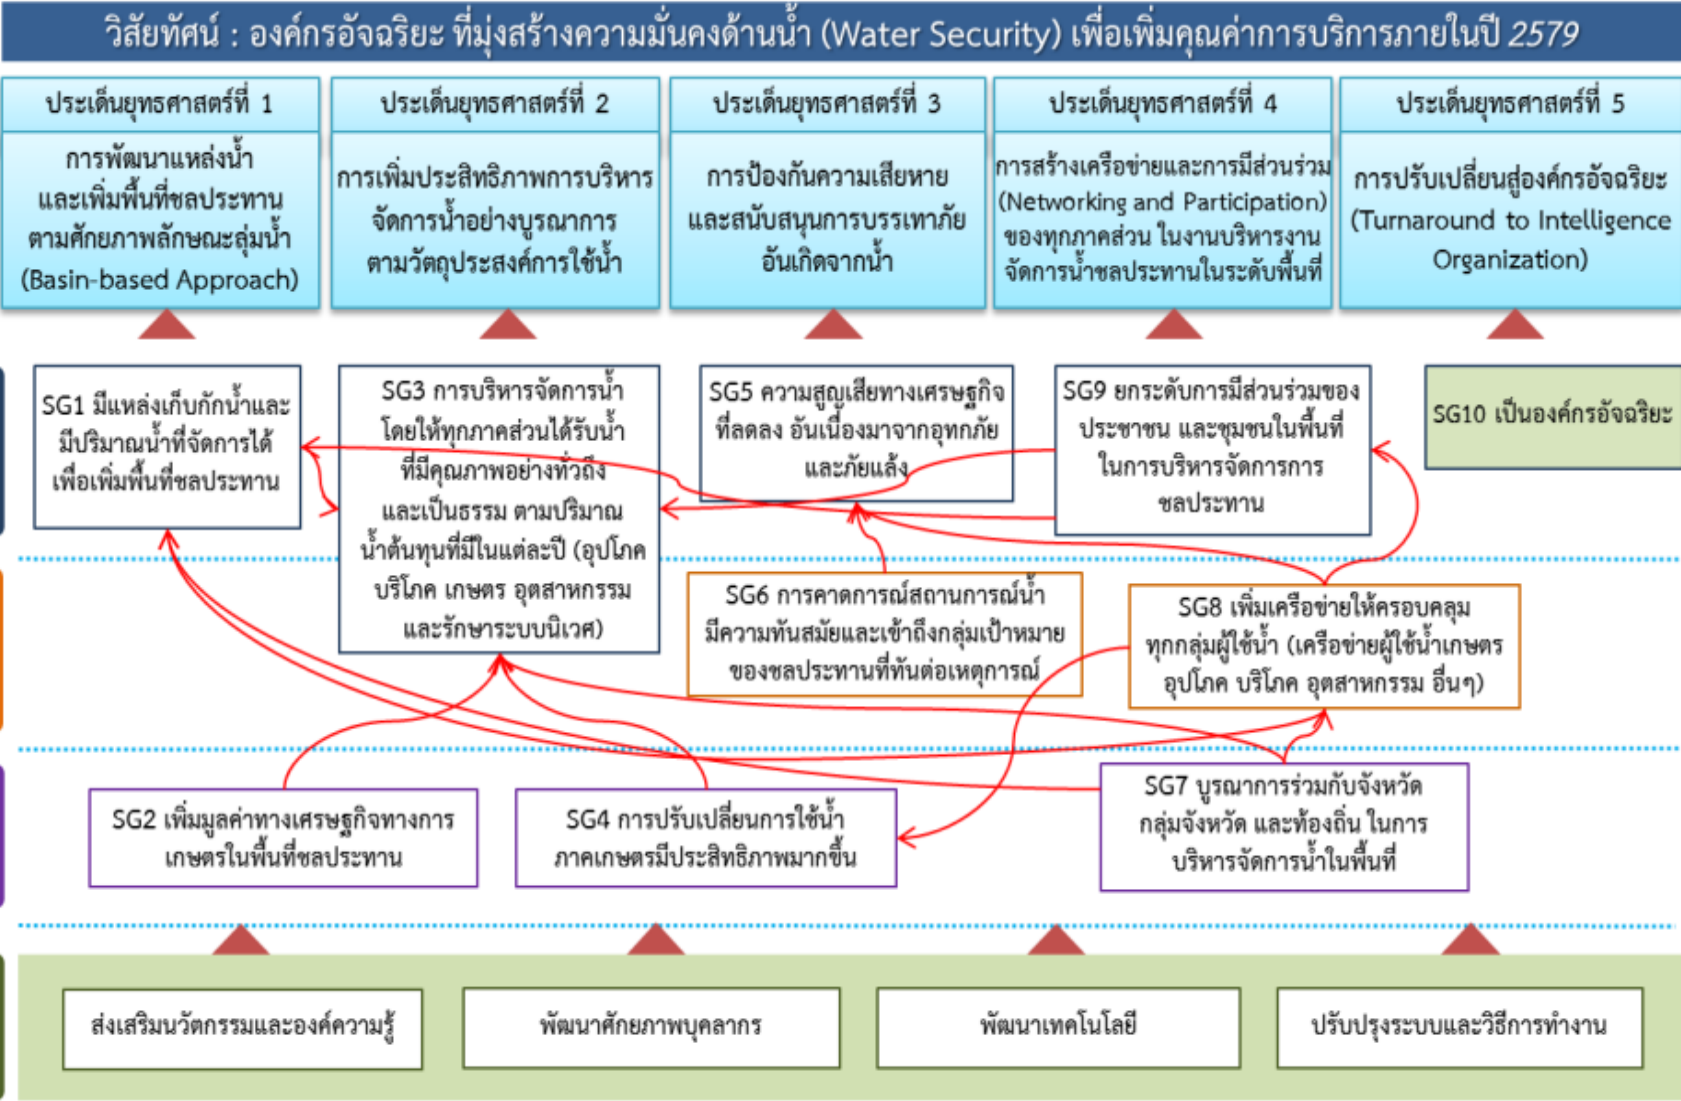 วิสัยทัศน์ : องค์กรอัจฉริยะ ที่มุ่งสร้างความมั่นคงด้านน้ำ (Water Security) เพื่อเพิ่มคุณค่าการบริการภายในปี 2579
ประเด็นยุทธศาสตร์ที่ 1
การพัฒนาแหล่งน้ำ
และเพิ่มพื้นที่ชลประทาน
ตามศักยภาพลักษณะลุ่มน้ำ
(Basin-based Approach)
ประเด็นยุทธศาสตร์ที่ 2
การเพิ่มประสิทธิภาพการบริหาร
จัดการน้ำอย่างบูรณาการ
ตามวัตถุประสงค์การใช้น้ำ
ประเด็นยุทธศาสตร์ที่ 3
การป้องกันความเสียหาย
และสนับสนุนการบรรเทาภัย
อันเกิดจากน้ำ
ประเด็นยุทธศาสตร์ที่ 4
การสร้างเครือข่ายและการมีส่วนร่วม
(Networking and Participation)
ของทุกภาคส่วน ในงานบริหารงาน
จัดการน้ำชลประทานในระดับพื้นที่
ประเด็นยุทธศาสตร์ที่ 5
การปรับเปลี่ยนสู่องค์กรอัจฉริยะ
(Turnaround to Intelligence
Organization)
SG1 มีแหล่งเก็บกักน้ำและ
มีปริมาณน้ำที่จัดการได้
เพื่อเพิ่มพื้นที่ชลประทาน
SG3 การบริหารจัดการน้ำ
โดยให้ทุกภาคส่วนได้รับน้ำ
ที่มีคุณภาพอย่างทั่วถึง
และเป็นธรรม ตามปริมาณ
น้ำต้นทุนที่มีในแต่ละปี (อุปโภค
บริโภค เกษตร อุตสาหกรรม
และรักษาระบบนิเวศ)
SG5 ความสูญเสียทางเศรษฐกิจ
ที่ลดลง อันเนื่องมาจากอุทกภัย
และภัยแล้ง
SG9 ยกระดับการมีส่วนร่วมของ
ประชาชน และชุมชนในพื้นที่
ในการบริหารจัดการการ
ชลประทาน
SG10 เป็นองค์กรอัจฉริยะ
SG6 การคาดการณ์สถานการณ์น้ำ
มีความทันสมัยและเข้าถึงกลุ่มเป้าหมาย
ของชลประทานที่ทันต่อเหตุการณ์
SG8 เพิ่มเครือข่ายให้ครอบคลุม
ทุกกลุ่มผู้ใช้น้ำ (เครือข่ายผู้ใช้น้ำเกษตร
อุปโภค บริโภค อุตสาหกรรม อื่นๆ)
SG2 เพิ่มมูลค่าทางเศรษฐกิจทางการ
เกษตรในพื้นที่ชลประทาน
SG4 การปรับเปลี่ยนการใช้น้ำ
ภาคเกษตรมีประสิทธิภาพมากขึ้น
SG7 บูรณาการร่วมกับจังหวัด
กลุ่มจังหวัด และท้องถิ่น ในการ
บริหารจัดการน้ำในพื้นที่
ส่งเสริมนวัตกรรมและองค์ความรู้
พัฒนาศักยภาพบุคลากร
พัฒนาเทคโนโลยี
ปรับปรุงระบบและวิธีการทำงาน